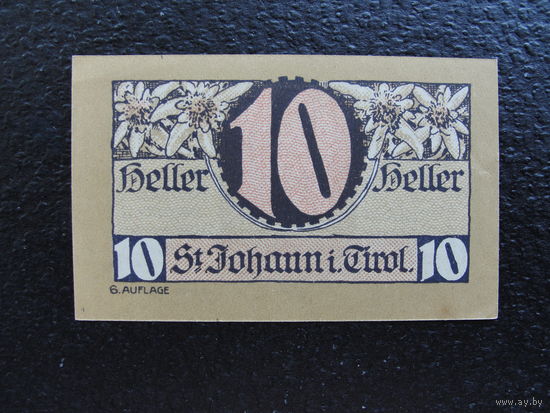 10
Heller Heller
10 St. Johann i. Tirol. 10
6. AUFLAGE
www.ay.by